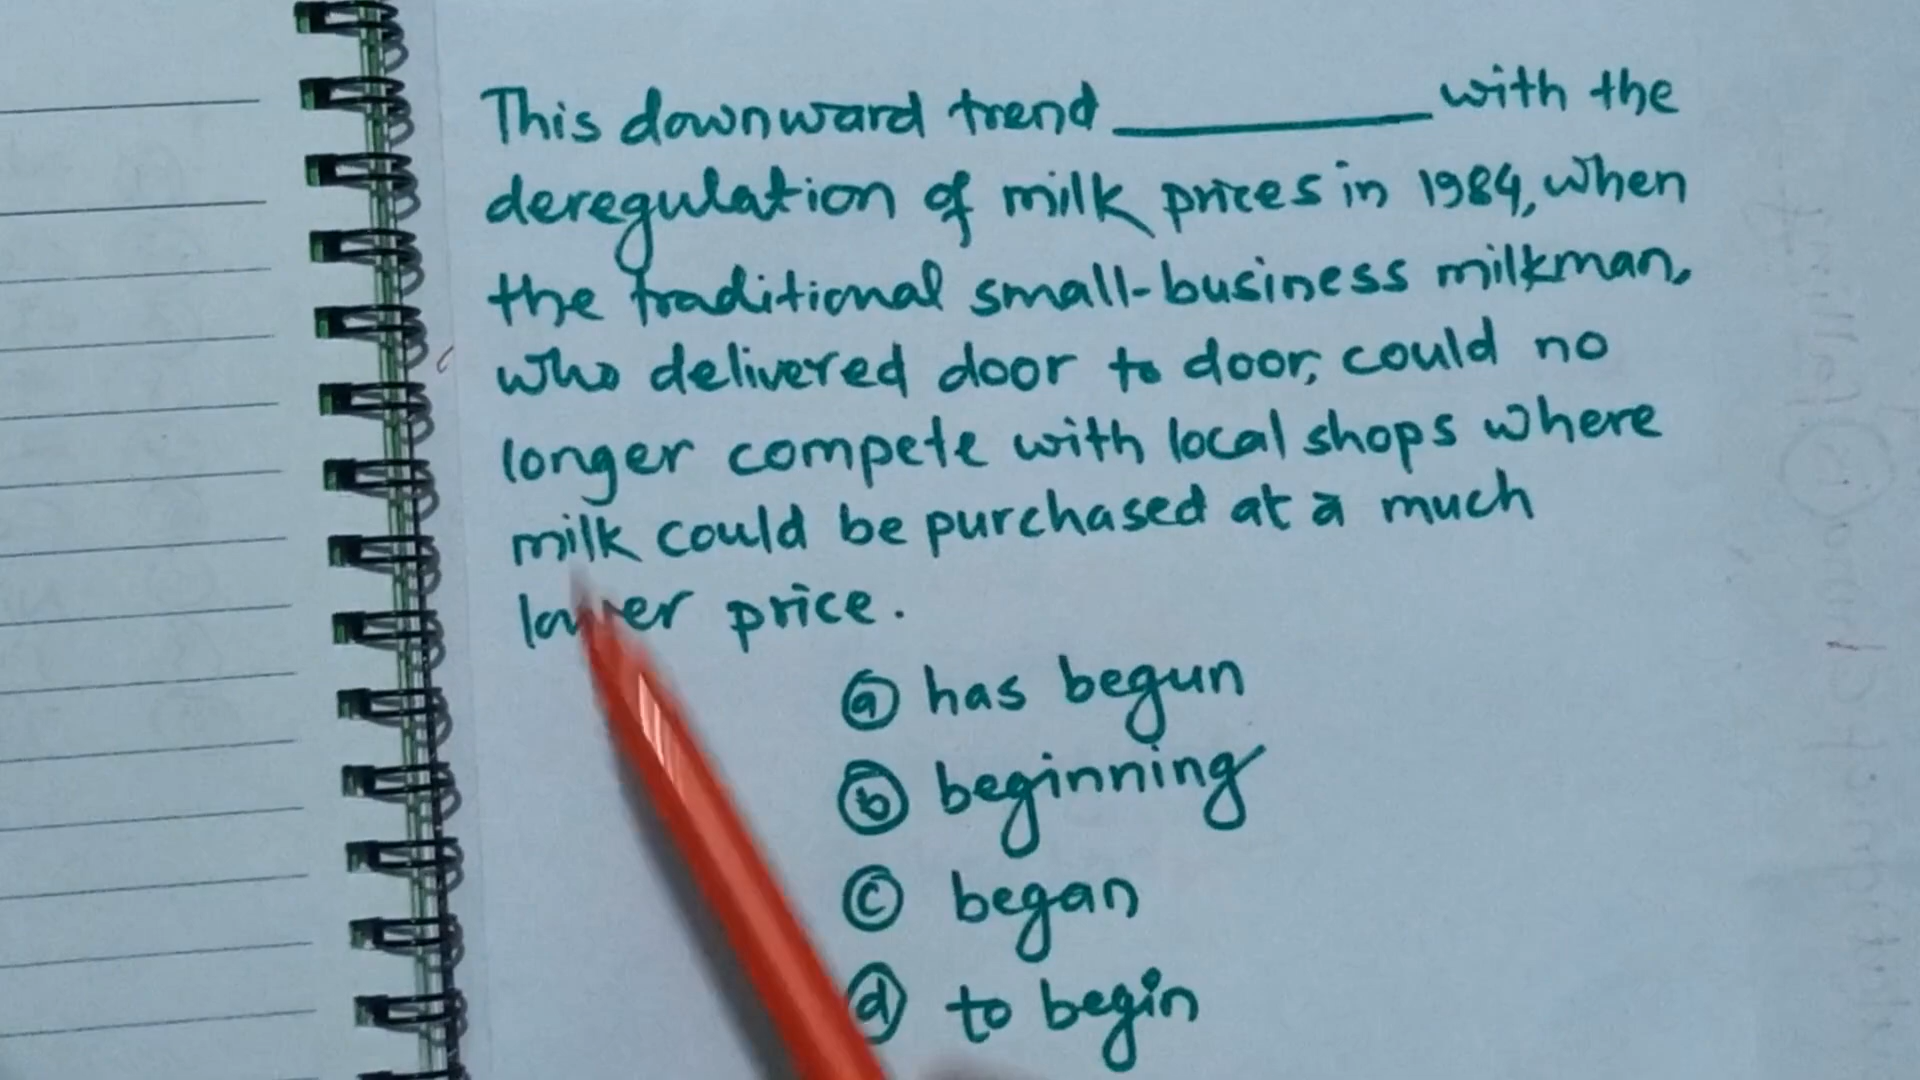 This downward trend ________ with the
deregulation of milk prices in 1984, when
the traditional small-business milkman,
who delivered door to door, could no
longer compete with local shops where
milk could be purchased at a much
lower price.
(a) has begun
(b) beginning
(c) began
(d) to begin